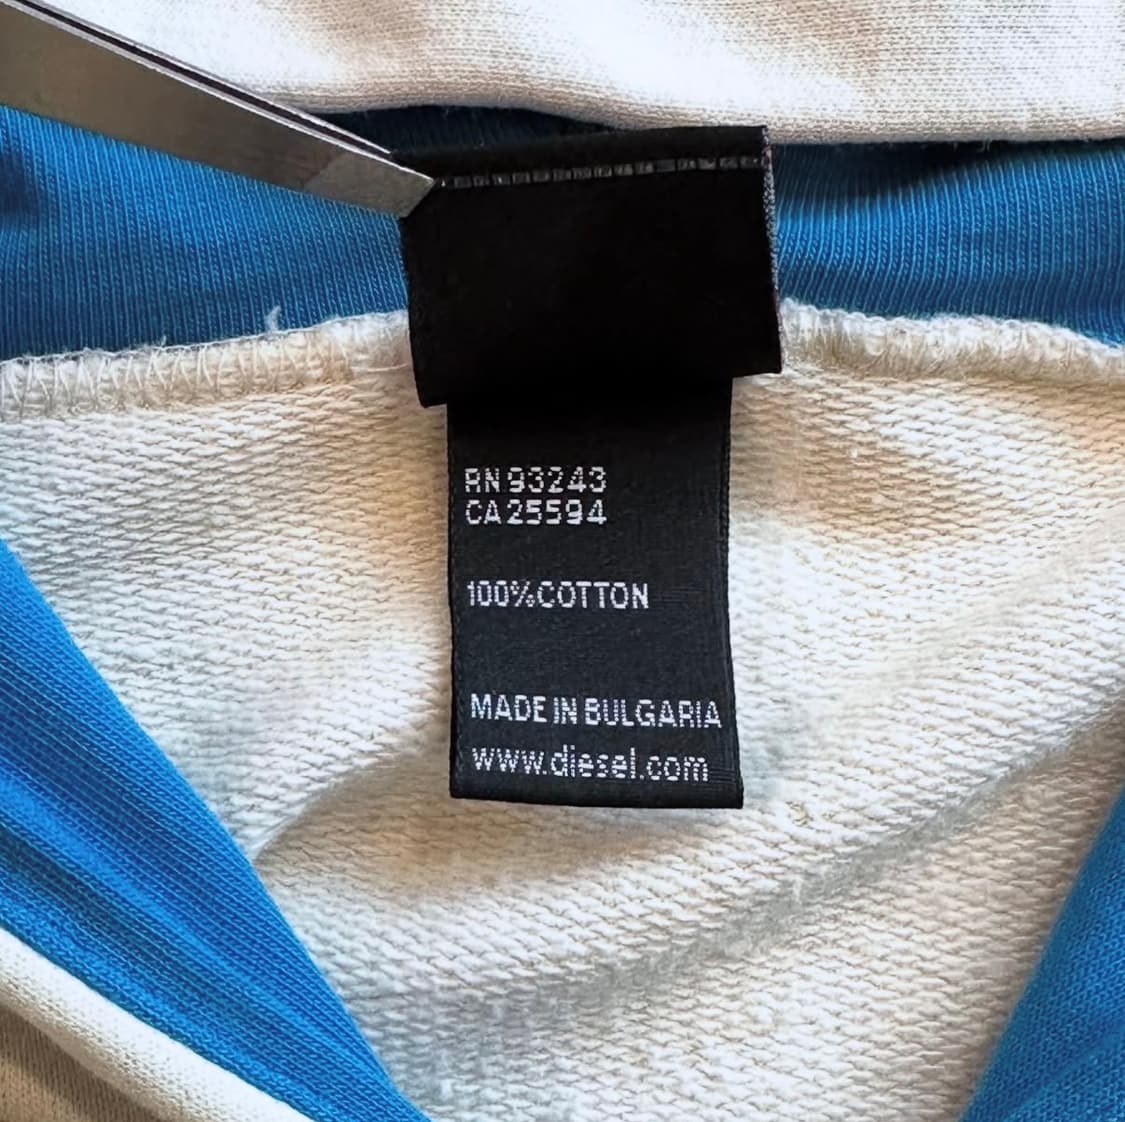 RN 93243
CA 25594
100%COTTON
MADE IN BULGARIA
www.diesel.com